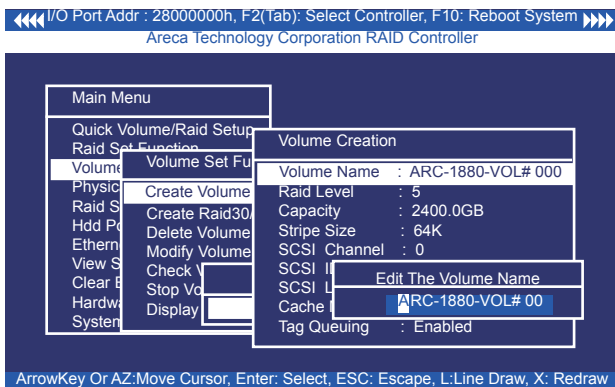 I/O Port Addr : 28000000h, F2(Tab): Select Controller, F10: Reboot System
Areca Technology Corporation RAID Controller
Main Menu
Quick Volume/Raid Setup
Raid Set Function
Volume
Physic
Raid S
Hdd Po
Ethern
View S
Clear E
Hardwa
System
Volume Set Fu
Create Volume
Create Raid30/
Delete Volume
Modify Volume
Check V
Stop Vo
Display
Volume Creation
Volume Name : ARC-1880-VOL# 000
Raid Level : 5
Capacity : 2400.0GB
Stripe Size : 64K
SCSI Channel : 0
SCSI I
SCSI L
Cache
Tag Queuing : Enabled
Edit The Volume Name
ARC-1880-VOL# 00
ArrowKey Or AZ:Move Cursor, Enter: Select, ESC: Escape, L:Line Draw, X: Redraw